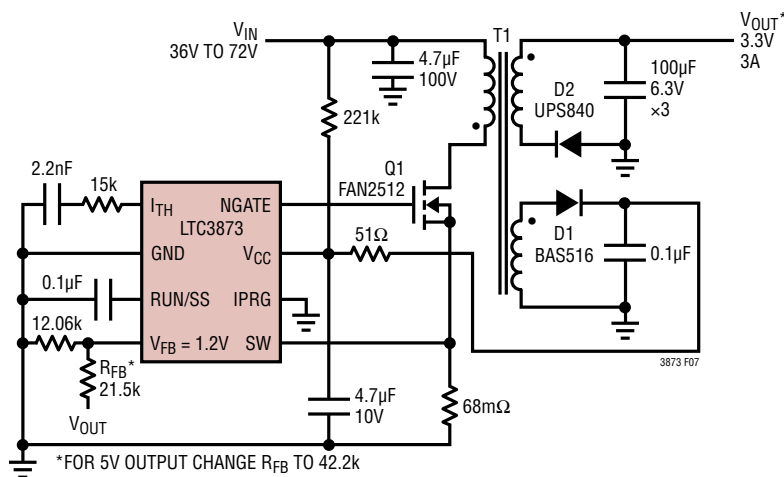 V_IN
36V TO 72V
T1
V_OUT*
3.3V
3A
4.7µF
100V
221k
D2
UPS840
100µF
6.3V
×3
2.2nF
15k
Q1
FAN2512
I_TH
NGATE
LTC3873
GND
V_CC
51Ω
D1
BAS516
0.1µF
0.1µF
RUN/SS
IPRG
12.06k
V_FB = 1.2V
SW
R_FB*
21.5k
3873 F07
V_OUT
4.7µF
10V
68mΩ
*FOR 5V OUTPUT CHANGE R_FB TO 42.2k